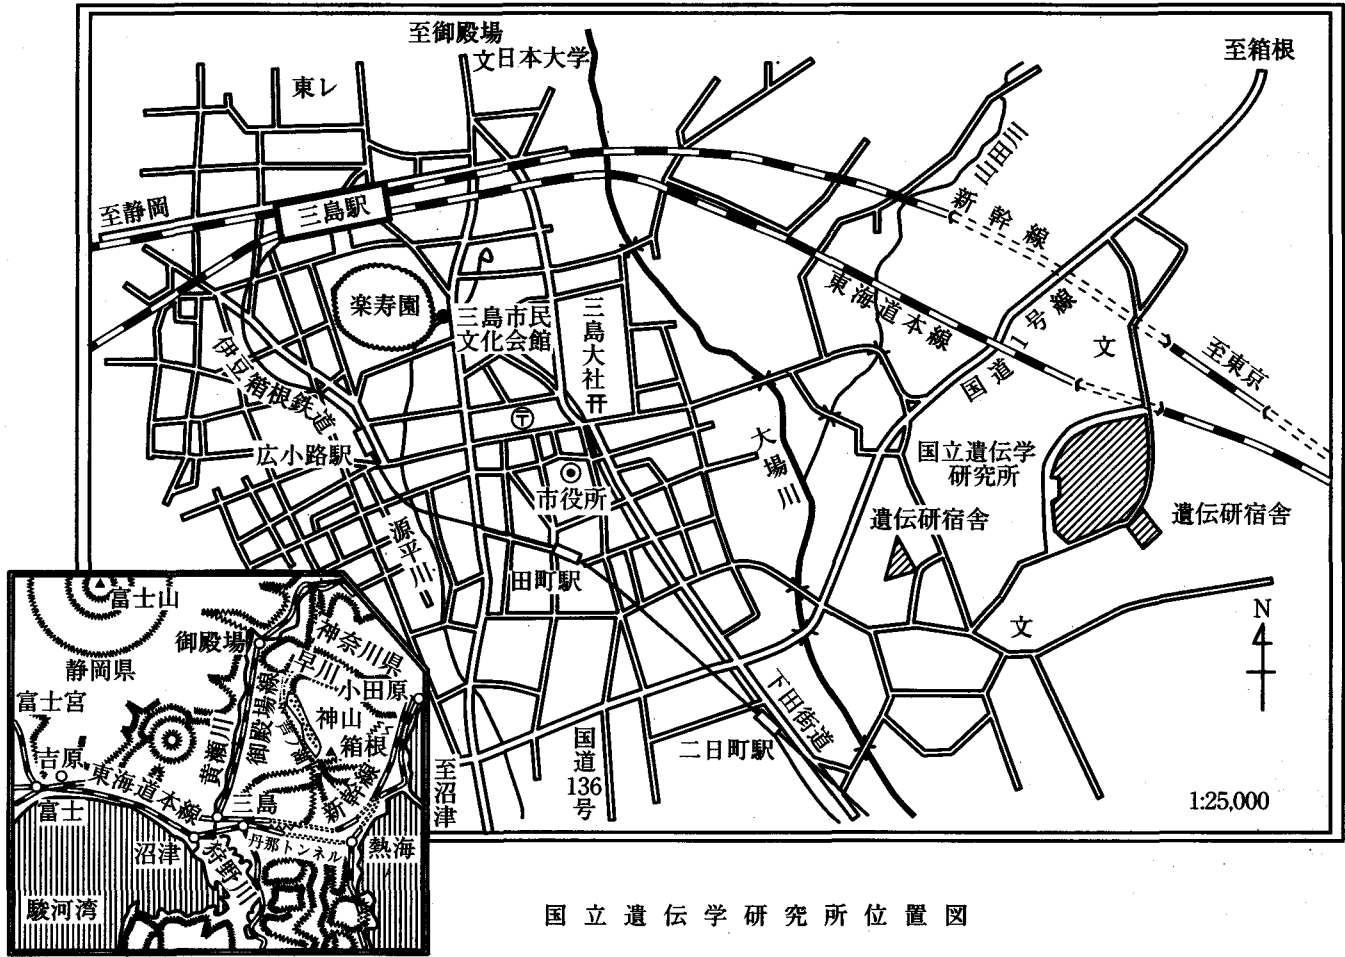 至御殿場
文日本大学
至箱根
東レ
山田川
新幹線
至静岡
三島駅
楽寿園
三島市民
文化会館
三島大社
東海道本線
国道1号線
文
至東京
伊豆箱根鉄道
〒
広小路駅
大場川
国立遺伝学
研究所
市役所
遺伝研宿舎
遺伝研宿舎
源平川
田町駅
文
N
下田街道
二日町駅
国道
136
号
至沼津
1:25,000
富士山
御殿場
神奈川県
早川
小田原
静岡県
富士宮
御殿場線
芦ノ湖
神山
箱根
黄瀬川
吉原
東海道本線
新幹線
三島
富士
沼津
狩野川
丹那トンネル
熱海
駿河湾
国立遺伝学研究所位置図